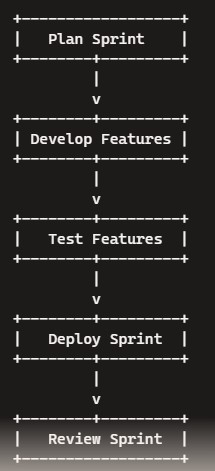 +-----------------+
|   Plan Sprint    |
+--------+---------+
         |
         v
+--------+---------+
| Develop Features |
+--------+---------+
         |
         v
+--------+---------+
|   Test Features  |
+--------+---------+
         |
         v
+--------+---------+
|   Deploy Sprint  |
+--------+---------+
         |
         v
+--------+---------+
|   Review Sprint  |
+-----------------+